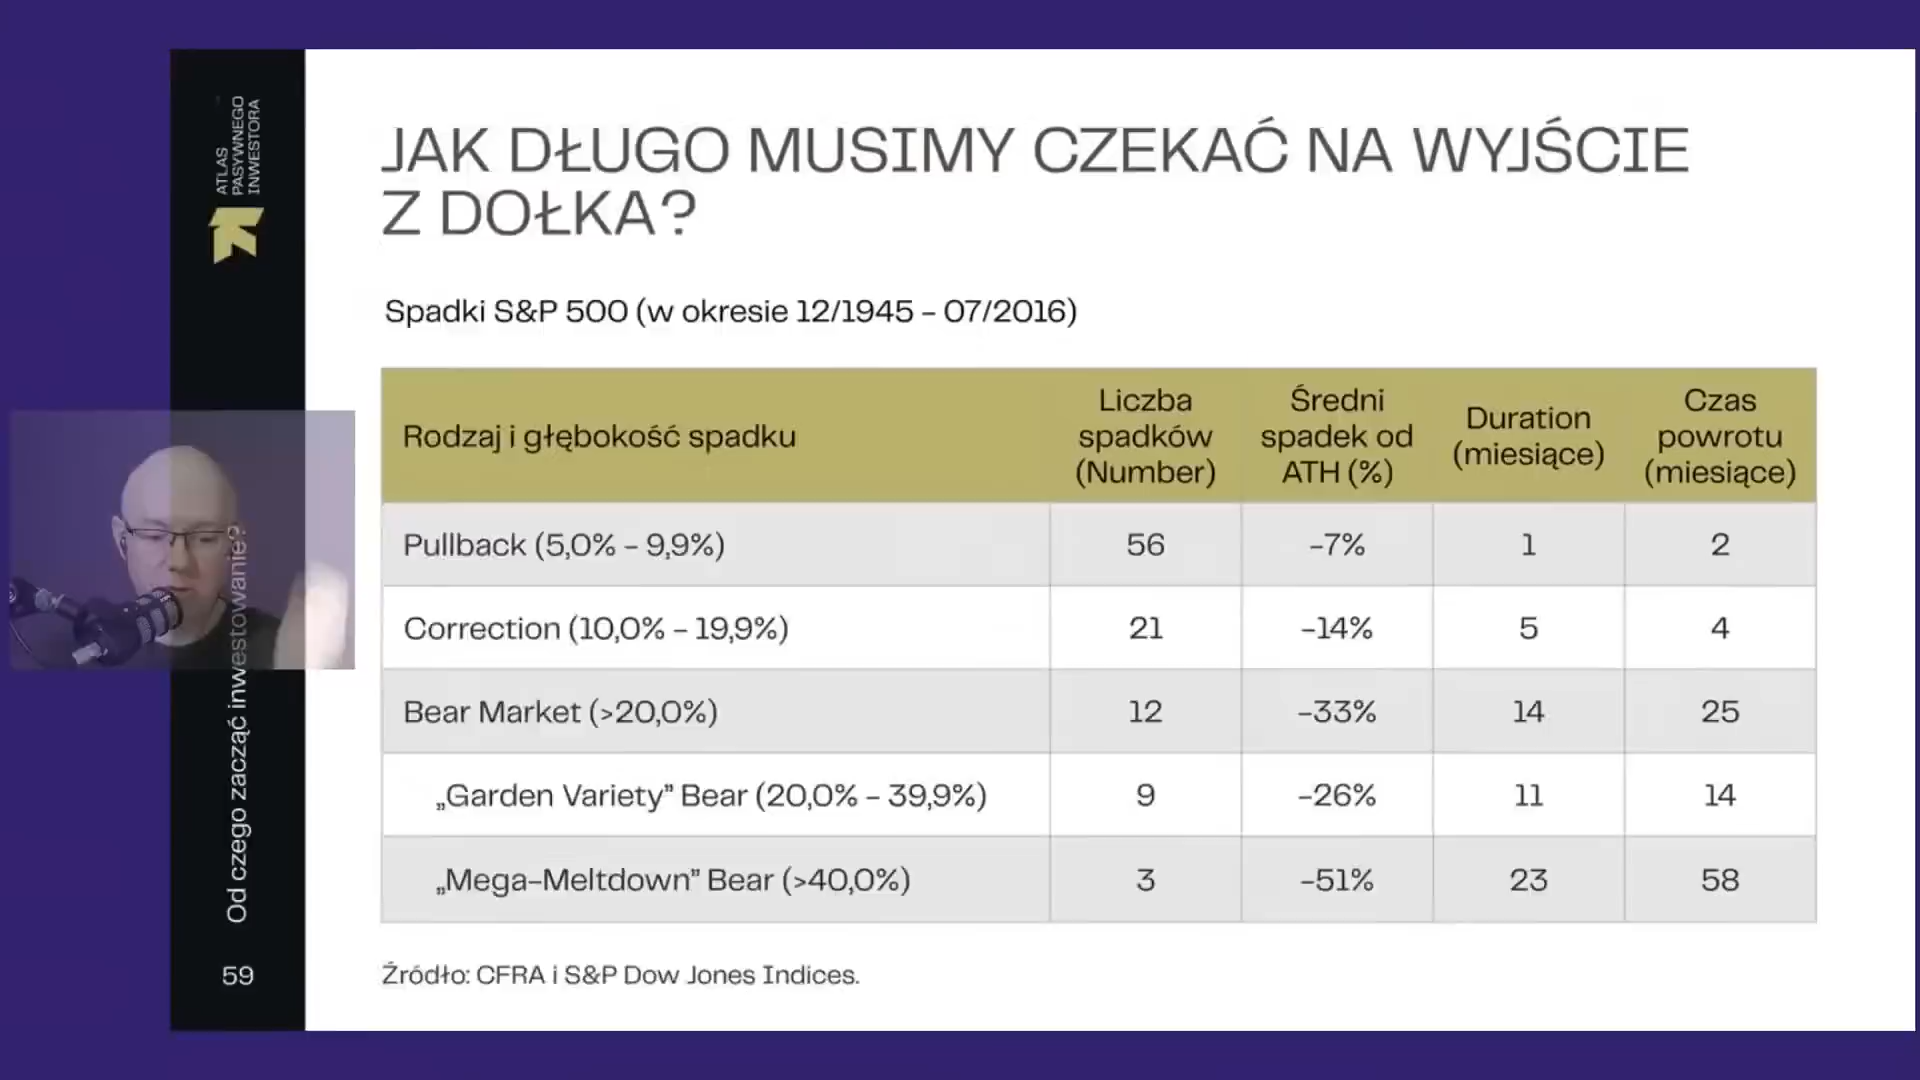 ATLAS
PASYWNEGO
INWESTORA
Od czego zacząć inwestowanie?
59
JAK DŁUGO MUSIMY CZEKAĆ NA WYJŚCIE
Z DOŁKA?
Spadki S&P 500 (w okresie 12/1945 – 07/2016)
Rodzaj i głębokość spadku
Liczba
spadków
(Number)
Średni
spadek od
ATH (%)
Duration
(miesiące)
Czas
powrotu
(miesiące)
Pullback (5,0% – 9,9%) 56 -7% 1 2
Correction (10,0% – 19,9%) 21 -14% 5 4
Bear Market (>20,0%) 12 -33% 14 25
„Garden Variety” Bear (20,0% – 39,9%) 9 -26% 11 14
„Mega-Meltdown” Bear (>40,0%) 3 -51% 23 58
Źródło: CFRA i S&P Dow Jones Indices.